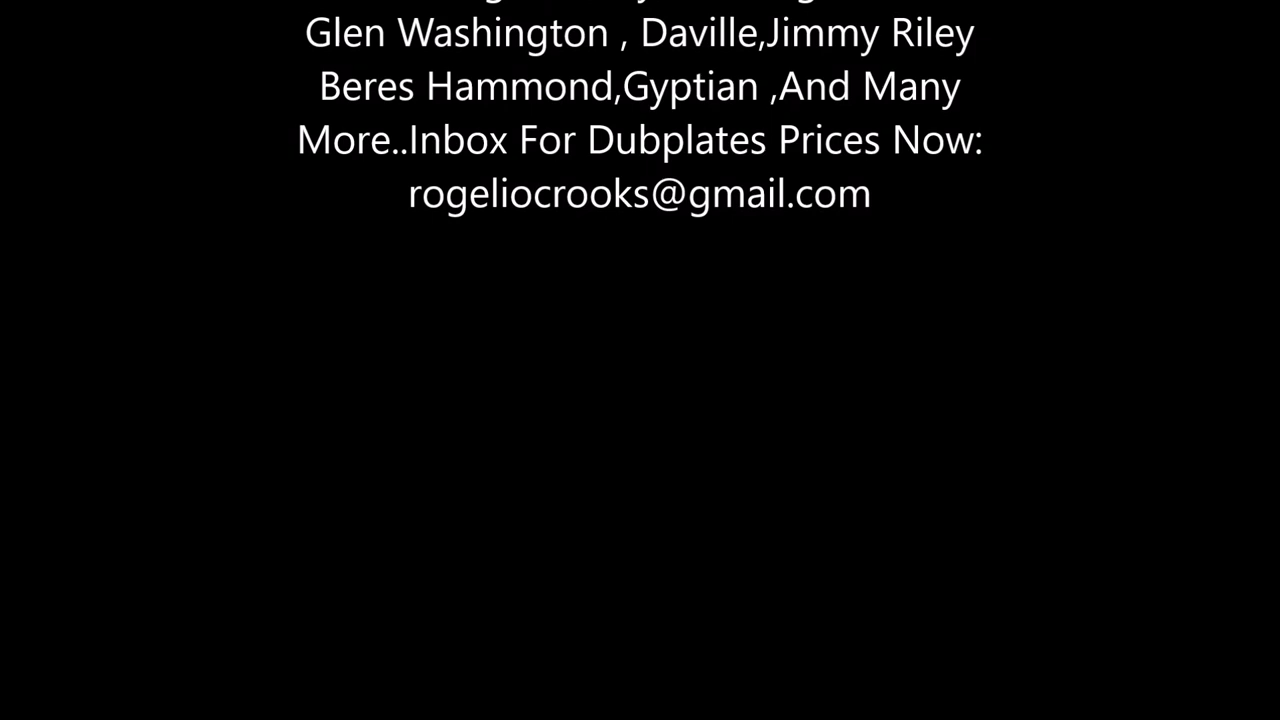 Glen Washington , Daville,Jimmy Riley
Beres Hammond,Gyptian ,And Many
More..Inbox For Dubplates Prices Now:
rogeliocrooks@gmail.com